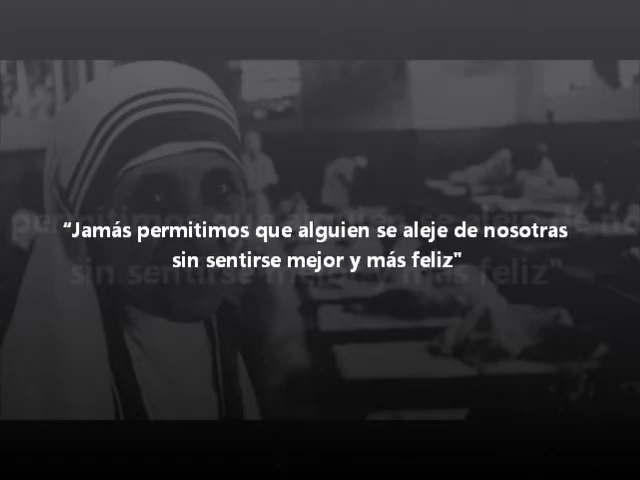 “Jamás permitimos que alguien se aleje de nosotras
sin sentirse mejor y más feliz"